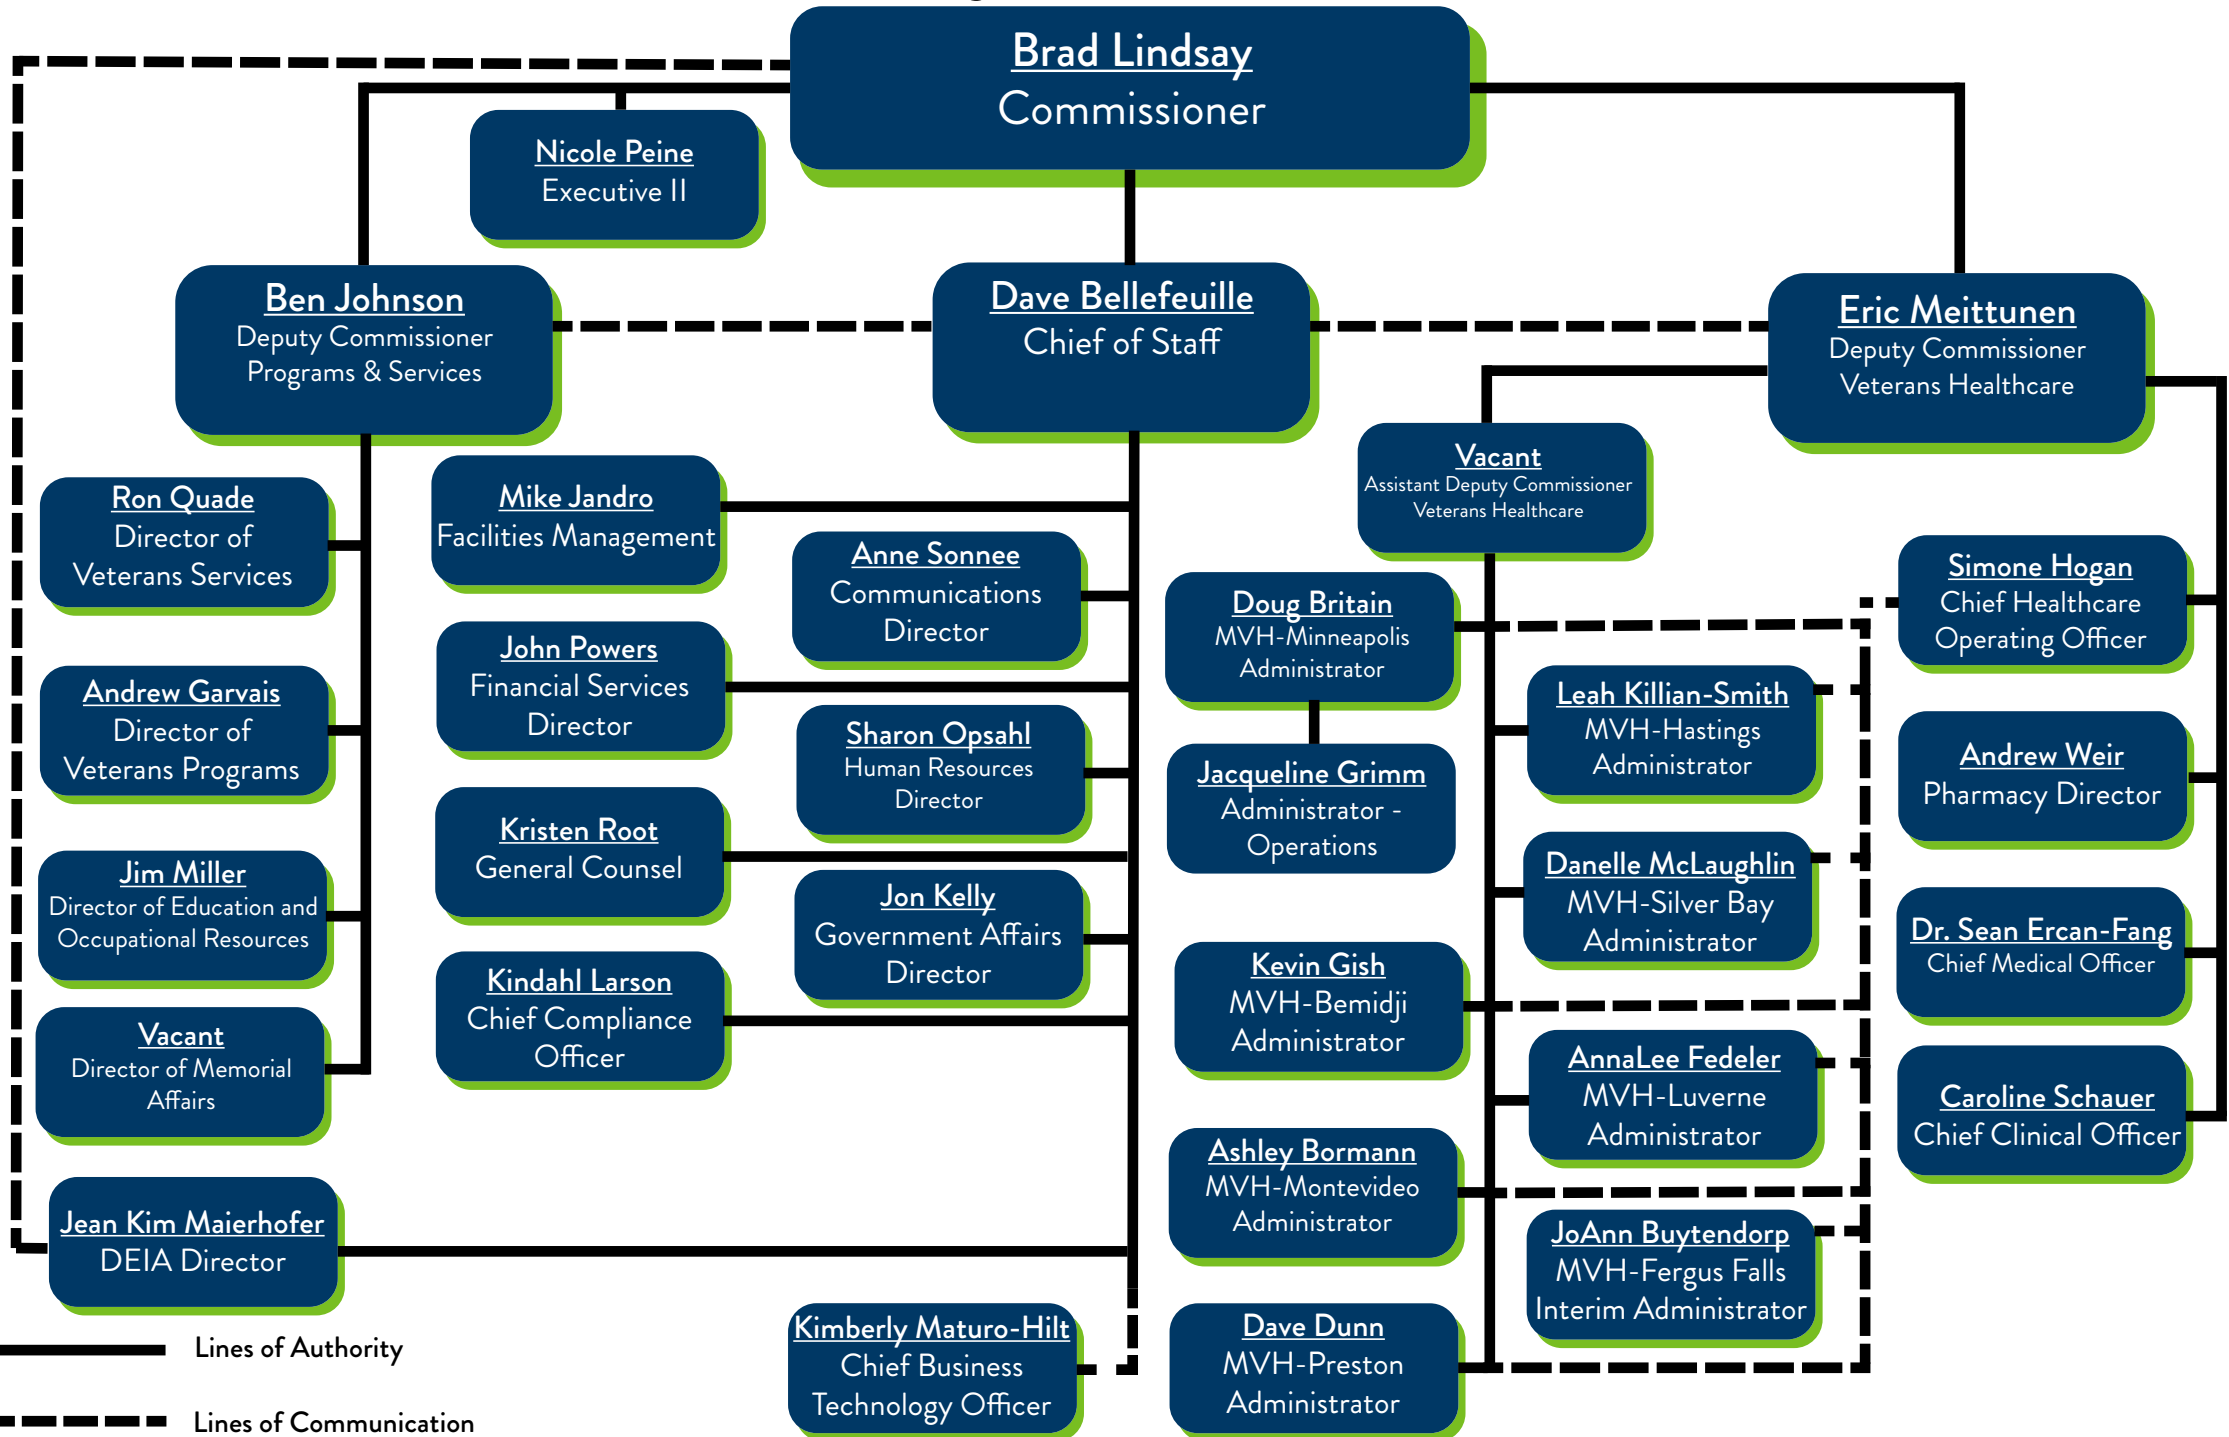 Brad Lindsay
Commissioner
Nicole Peine
Executive II
Ben Johnson
Deputy Commissioner
Programs & Services
Dave Bellefeuille
Chief of Staff
Eric Meittunen
Deputy Commissioner
Veterans Healthcare
Ron Quade
Director of
Veterans Services
Andrew Garvais
Director of
Veterans Programs
Jim Miller
Director of Education and
Occupational Resources
Vacant
Director of Memorial
Affairs
Jean Kim Maierhofer
DEIA Director
Mike Jandro
Facilities Management
Anne Sonnee
Communications
Director
John Powers
Financial Services
Director
Sharon Opsahl
Human Resources
Director
Kristen Root
General Counsel
Jon Kelly
Government Affairs
Director
Kindahl Larson
Chief Compliance
Officer
Kimberly Maturo-Hilt
Chief Business
Technology Officer
Vacant
Assistant Deputy Commissioner
Veterans Healthcare
Doug Britain
MVH-Minneapolis
Administrator
Jacqueline Grimm
Administrator -
Operations
Leah Killian-Smith
MVH-Hastings
Administrator
Danelle McLaughlin
MVH-Silver Bay
Administrator
Kevin Gish
MVH-Bemidji
Administrator
AnnaLee Fedeler
MVH-Luverne
Administrator
Ashley Bormann
MVH-Montevideo
Administrator
JoAnn Buytendorp
MVH-Fergus Falls
Interim Administrator
Dave Dunn
MVH-Preston
Administrator
Simone Hogan
Chief Healthcare
Operating Officer
Andrew Weir
Pharmacy Director
Dr. Sean Ercan-Fang
Chief Medical Officer
Caroline Schauer
Chief Clinical Officer
Lines of Authority
Lines of Communication